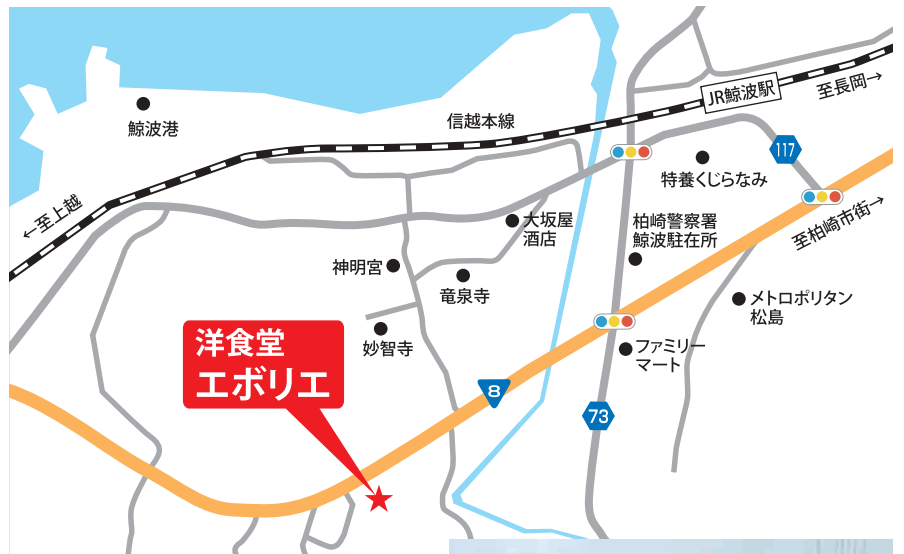 鯨波港
信越本線
JR鯨波駅
至長岡→
117
特養くじらなみ
←至上越
大坂屋
酒店
柏崎警察署
鯨波駐在所
至柏崎市街→
神明宮
竜泉寺
メトロポリタン
松島
妙智寺
洋食堂
エボリエ
ファミリー
マート
8
73